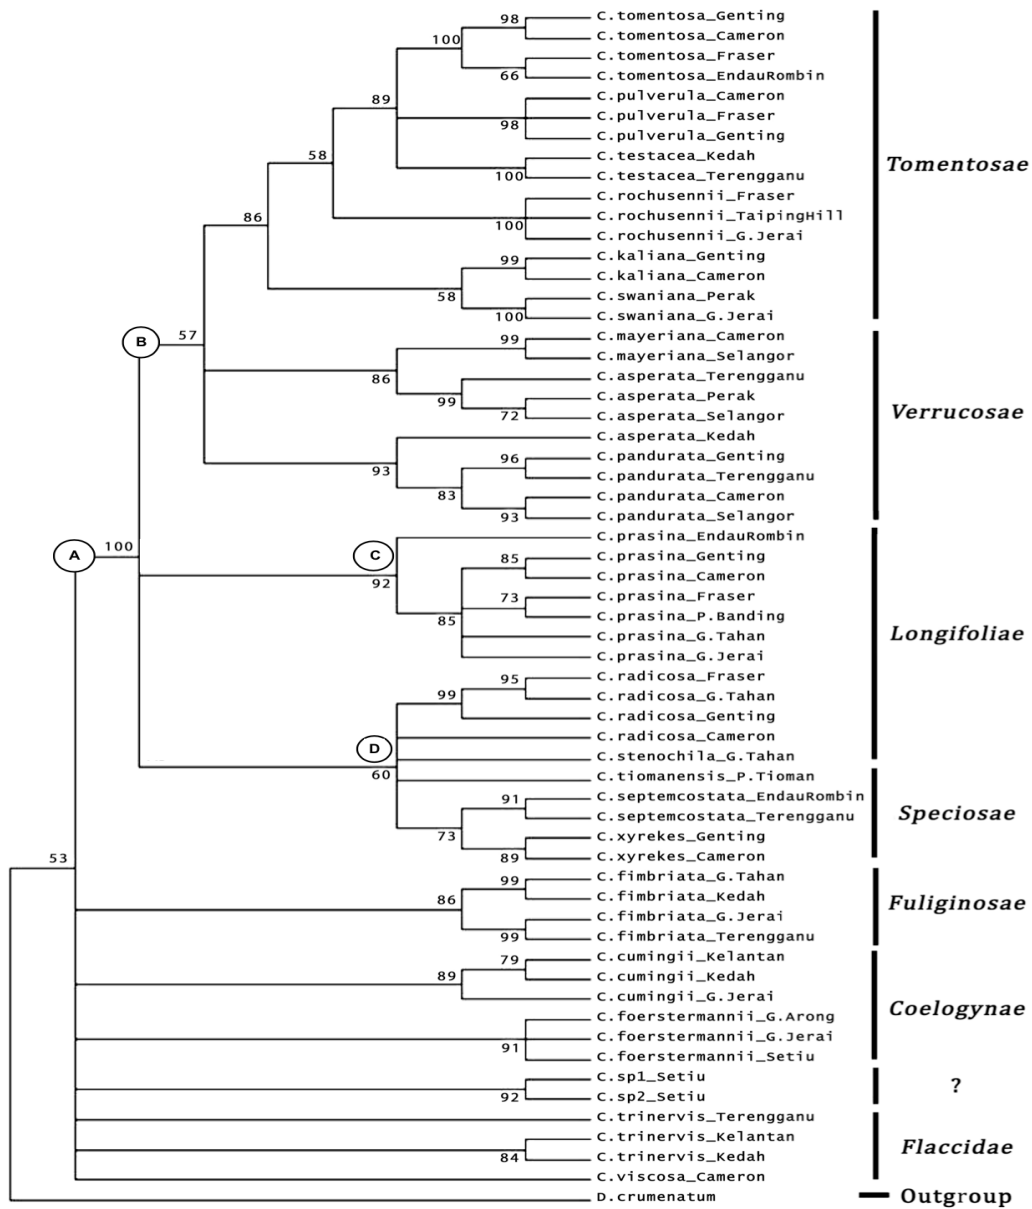 98
C.tomentosa_Genting
C.tomentosa_Cameron
100
C.tomentosa_Fraser
66
C.tomentosa_EndauRombin
89
C.pulverula_Cameron
C.pulverula_Fraser
98
C.pulverula_Genting
58
C.testacea_Kedah
100
C.testacea_Terengganu
Tomentosae
C.rochusennii_Fraser
86
C.rochusennii_TaipingHill
100
C.rochusennii_G.Jerai
99
C.kaliana_Genting
C.kaliana_Cameron
58
C.swaniana_Perak
100
C.swaniana_G.Jerai
B
57
99
C.mayeriana_Cameron
C.mayeriana_Selangor
86
C.asperata_Terengganu
99
C.asperata_Perak
72
C.asperata_Selangor
Verrucosae
C.asperata_Kedah
93
96
C.pandurata_Genting
C.pandurata_Terengganu
83
C.pandurata_Cameron
93
C.pandurata_Selangor
A
100
C
92
C.prasina_EndauRombin
85
C.prasina_Genting
C.prasina_Cameron
73
C.prasina_Fraser
85
C.prasina_P.Banding
C.prasina_G.Tahan
Longifoliae
C.prasina_G.Jerai
95
C.radicosa_Fraser
99
C.radicosa_G.Tahan
C.radicosa_Genting
D
60
C.radicosa_Cameron
C.stenochila_G.Tahan
C.tiomanensis_P.Tioman
91
C.septemcostata_EndauRombin
C.septemcostata_Terengganu
Speciosae
73
C.xyrekes_Genting
89
C.xyrekes_Cameron
53
99
C.fimbriata_G.Tahan
86
C.fimbriata_Kedah
Fuliginosae
C.fimbriata_G.Jerai
99
C.fimbriata_Terengganu
79
C.cumingii_Kelantan
89
C.cumingii_Kedah
C.cumingii_G.Jerai
Coelogynae
C.foerstermannii_G.Arong
C.foerstermannii_G.Jerai
91
C.foerstermannii_Setiu
C.sp1_Setiu
?
92
C.sp2_Setiu
C.trinervis_Terengganu
C.trinervis_Kelantan
Flaccidae
84
C.trinervis_Kedah
C.viscosa_Cameron
D.crumenatum
Outgroup